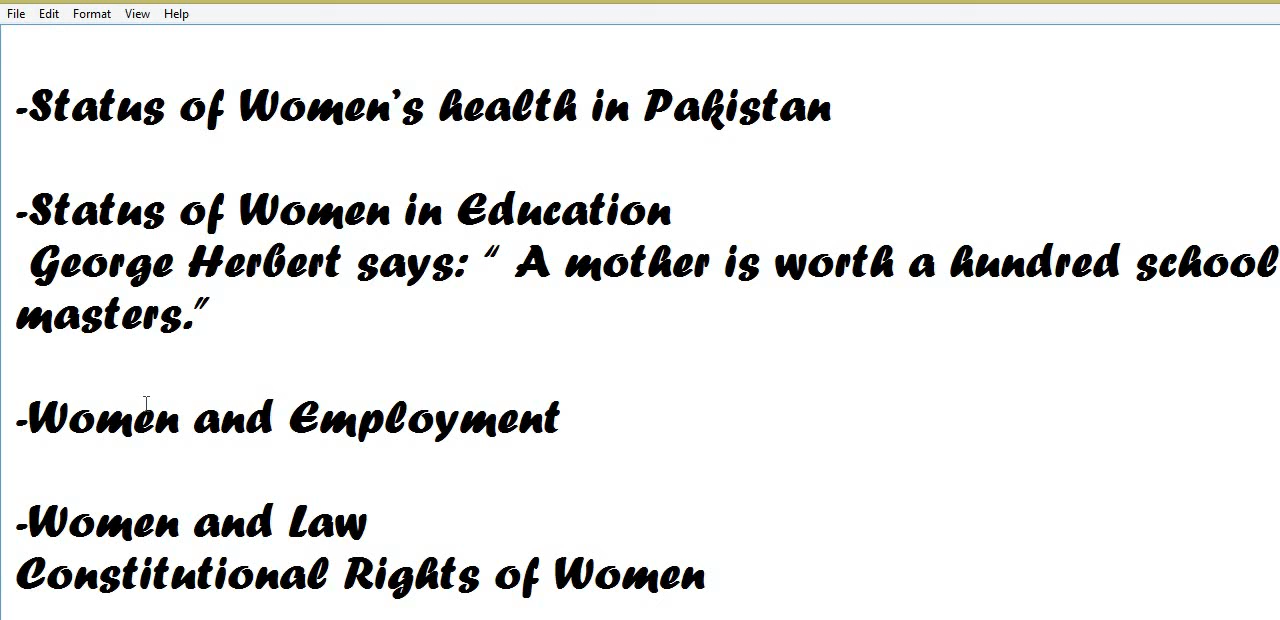 File Edit Format View Help
-Status of Women's health in Pakistan
-Status of Women in Education
George Herbert says: “ A mother is worth a hundred school
masters.”
-Women and Employment
-Women and Law
Constitutional Rights of Women